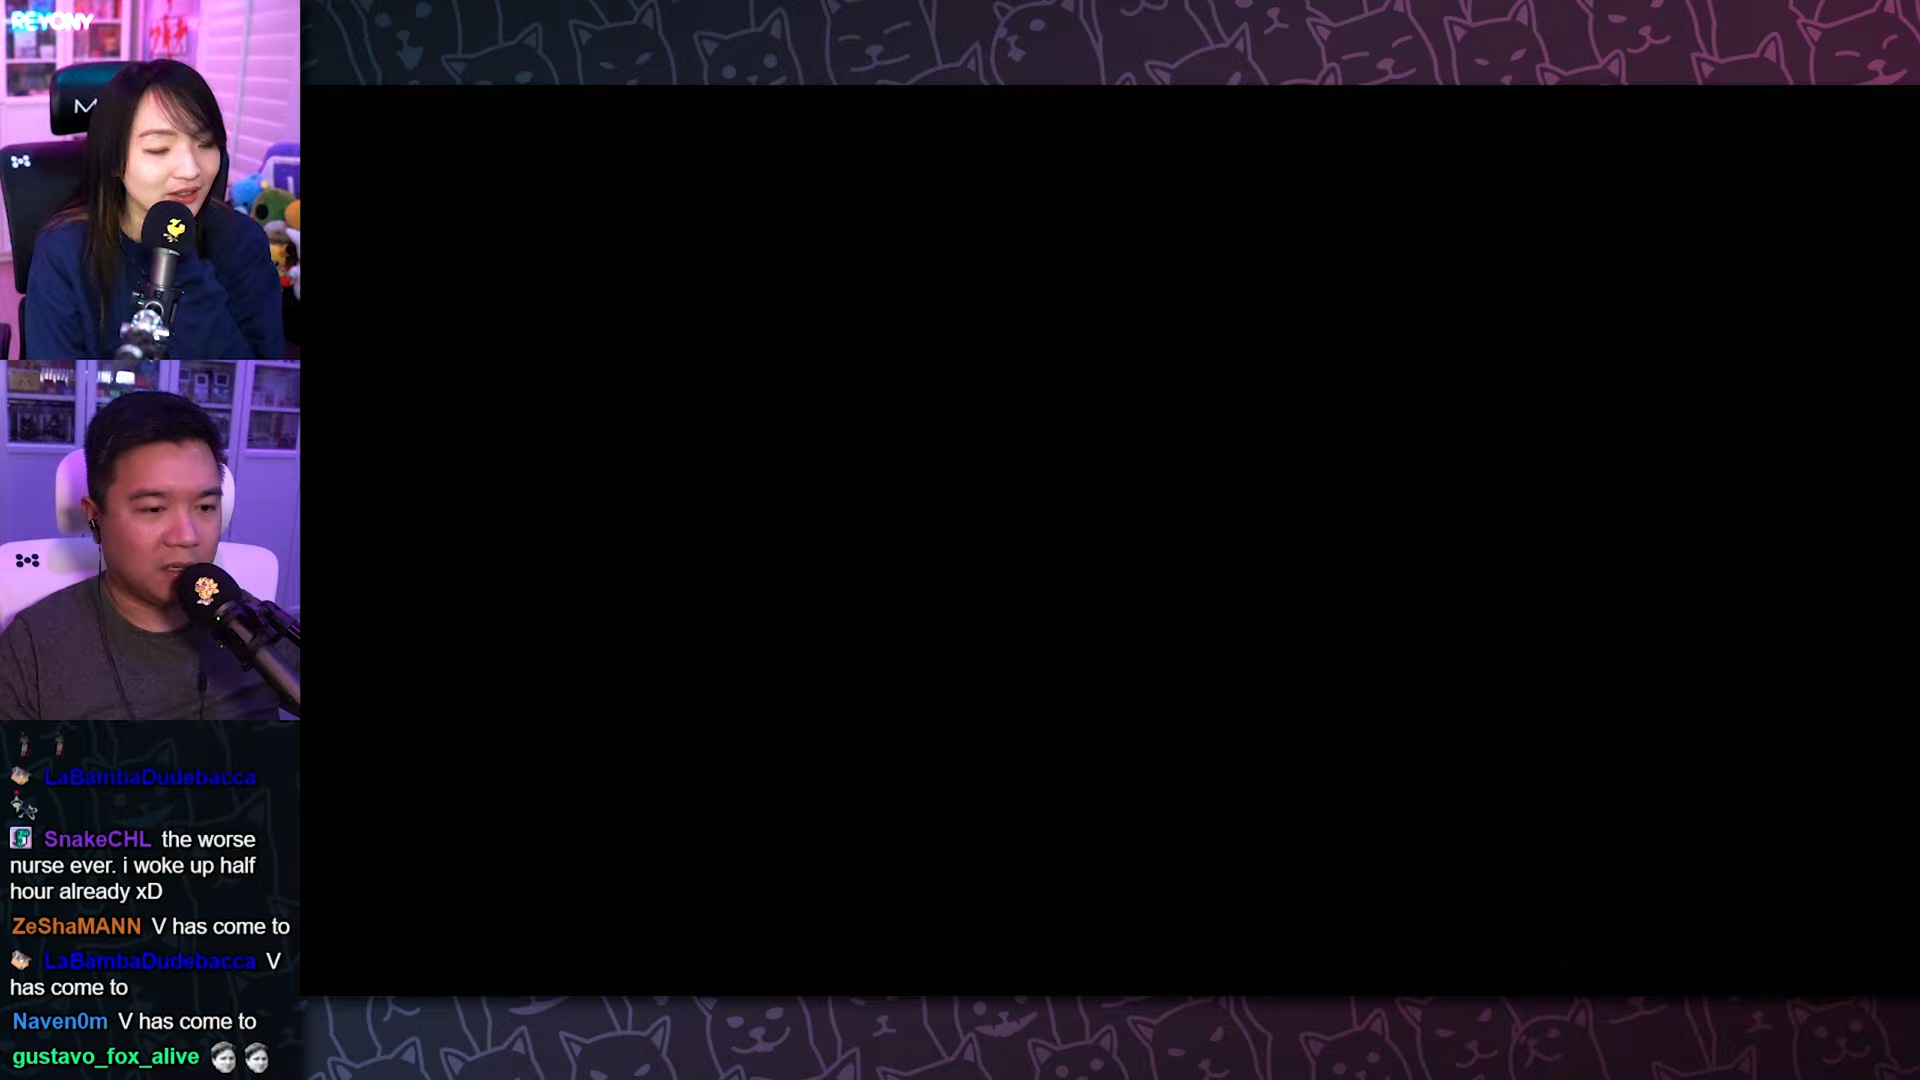 REYONY
LaBambaDudebacca
SnakeCHL the worse
nurse ever. i woke up half
hour already xD
ZeShaMANN V has come to
LaBambaDudebacca V
has come to
Naven0m V has come to
gustavo_fox_alive